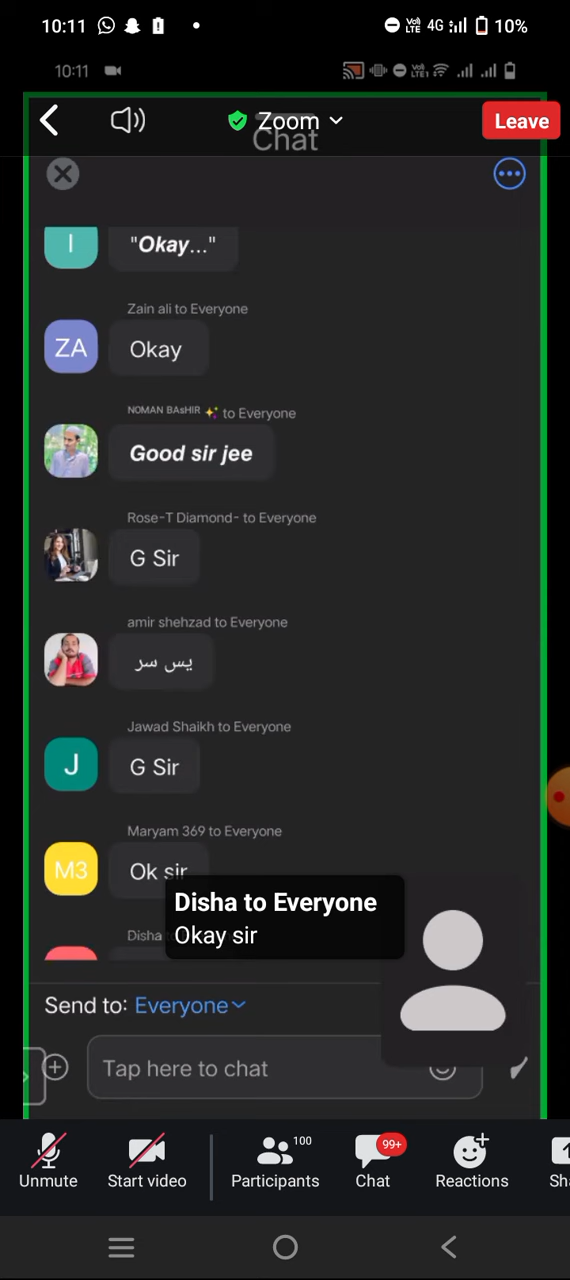 10:11
4G
10%
10:11
Zoom
Leave
Chat
I
"Okay..."
Zain ali to Everyone
ZA
Okay
NOMAN BAsHIR ✨ to Everyone
Good sir jee
Rose-T Diamond- to Everyone
G Sir
amir shehzad to Everyone
يس سر
Jawad Shaikh to Everyone
J
G Sir
Maryam 369 to Everyone
M3
Ok sir
Disha to Everyone
Okay sir
Disha
Send to: Everyone
Tap here to chat
Unmute
Start video
Participants
100
Chat
99+
Reactions